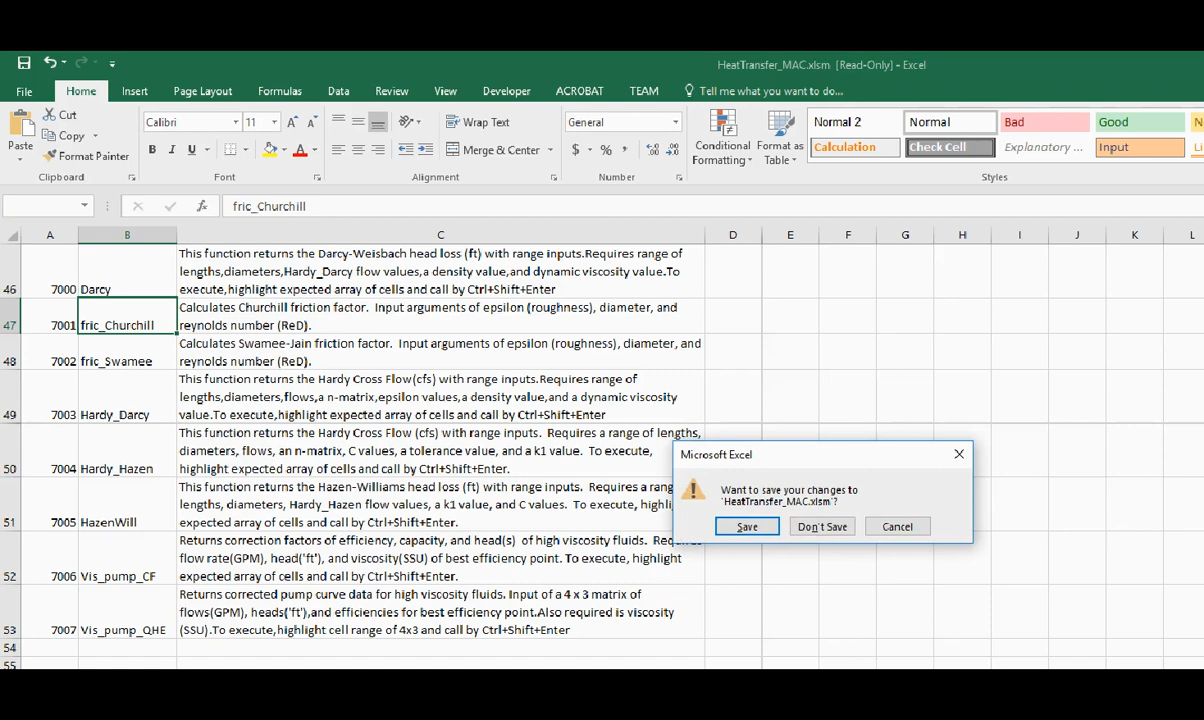 HeatTransfer_MAC.xlsm [Read-Only] - Excel
File Home Insert Page Layout Formulas Data Review View Developer ACROBAT TEAM Tell me what you want to do...
Cut
Copy
Format Painter
Paste
Clipboard
Calibri 11
B I U A
Font
Wrap Text
Merge & Center
Alignment
General
$ % ,
Number
Conditional Formatting
Format as Table
Normal 2 Normal Bad Good
Calculation Check Cell Explanatory ... Input
Styles
fx fric_Churchill
A B C D E F G H I J K L
This function returns the Darcy-Weisbach head loss (ft) with range inputs.Requires range of
lengths,diameters,Hardy_Darcy flow values, a density value,and dynamic viscosity value.To
46 7000 Darcy execute,highlight expected array of cells and call by Ctrl+Shift+Enter
Calculates Churchill friction factor. Input arguments of epsilon (roughness), diameter, and
47 7001 fric_Churchill reynolds number (ReD).
Calculates Swamee-Jain friction factor. Input arguments of epsilon (roughness), diameter, and
48 7002 fric_Swamee reynolds number (ReD).
This function returns the Hardy Cross Flow(cfs) with range inputs.Requires range of
lengths,diameters,flows,a n-matrix,epsilon values,a density value,and a dynamic viscosity
49 7003 Hardy_Darcy value.To execute,highlight expected array of cells and call by Ctrl+Shift+Enter
This function returns the Hardy Cross Flow (cfs) with range inputs. Requires a range of lengths,
diameters, flows, an n-matrix, C values, a tolerance value, and a k1 value. To execute,
50 7004 Hardy_Hazen highlight expected array of cells and call by Ctrl+Shift+Enter.
This function returns the Hazen-Williams head loss (ft) with range inputs. Requires a
lengths, diameters, Hardy_Hazen flow values, a k1 value, and C values. To execute,
51 7005 HazenWill expected array of cells and call by Ctrl+Shift+Enter.
Returns correction factors of efficiency, capacity, and head(s) of high viscosity fluids.
flow rate(GPM), head('ft'), and viscosity(SSU) of best efficiency point. To execute, highlight
52 7006 Vis_pump_CF expected array of cells and call by Ctrl+Shift+Enter.
Returns corrected pump curve data for high viscosity fluids. Input of a 4 x 3 matrix of
flows(GPM), heads('ft'),and efficiencies for best efficiency point.Also required is viscosity
53 7007 Vis_pump_QHE (SSU).To execute,highlight cell range of 4x3 and call by Ctrl+Shift+Enter
54
55
Microsoft Excel
Want to save your changes to
'HeatTransfer_MAC.xlsm'?
Save Don't Save Cancel